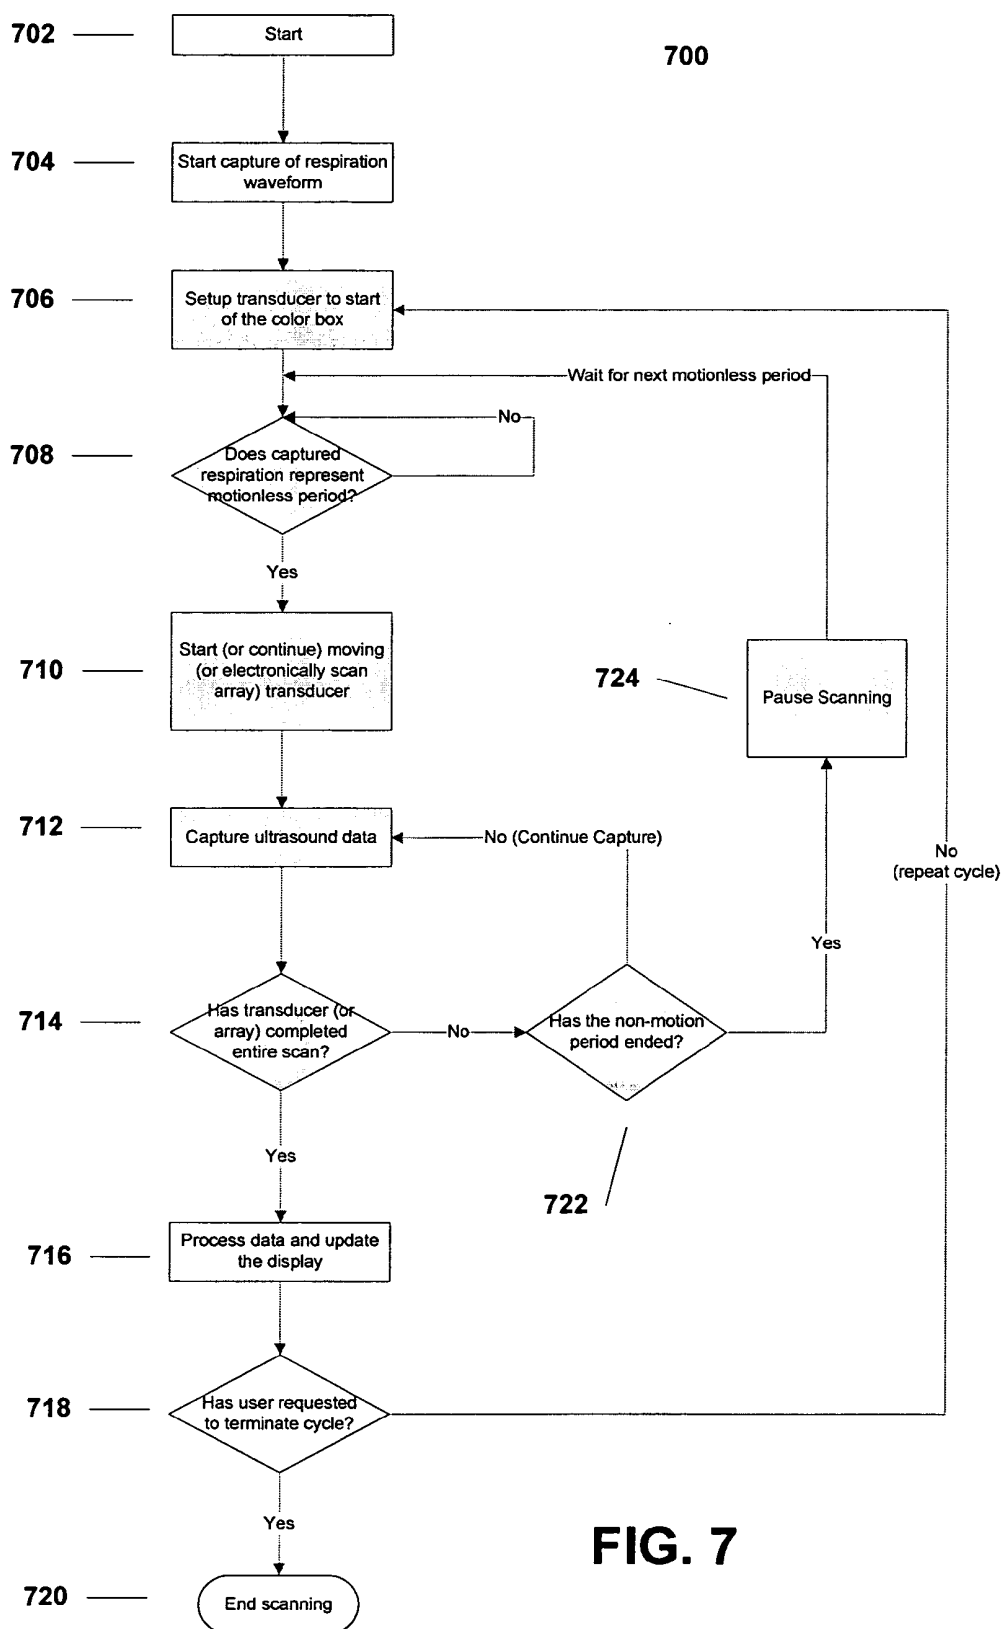 702
Start
700
704
Start capture of respiration
waveform
706
Setup transducer to start
of the color box
Wait for next motionless period
No
708
Does captured
respiration represent
motionless period?
Yes
710
Start (or continue) moving
(or electronically scan
array) transducer
724
Pause Scanning
712
Capture ultrasound data
No (Continue Capture)
No
(repeat cycle)
Yes
714
Has transducer (or
array) completed
entire scan?
No
Has the non-motion
period ended?
Yes
722
716
Process data and update
the display
718
Has user requested
to terminate cycle?
Yes
FIG. 7
720
End scanning